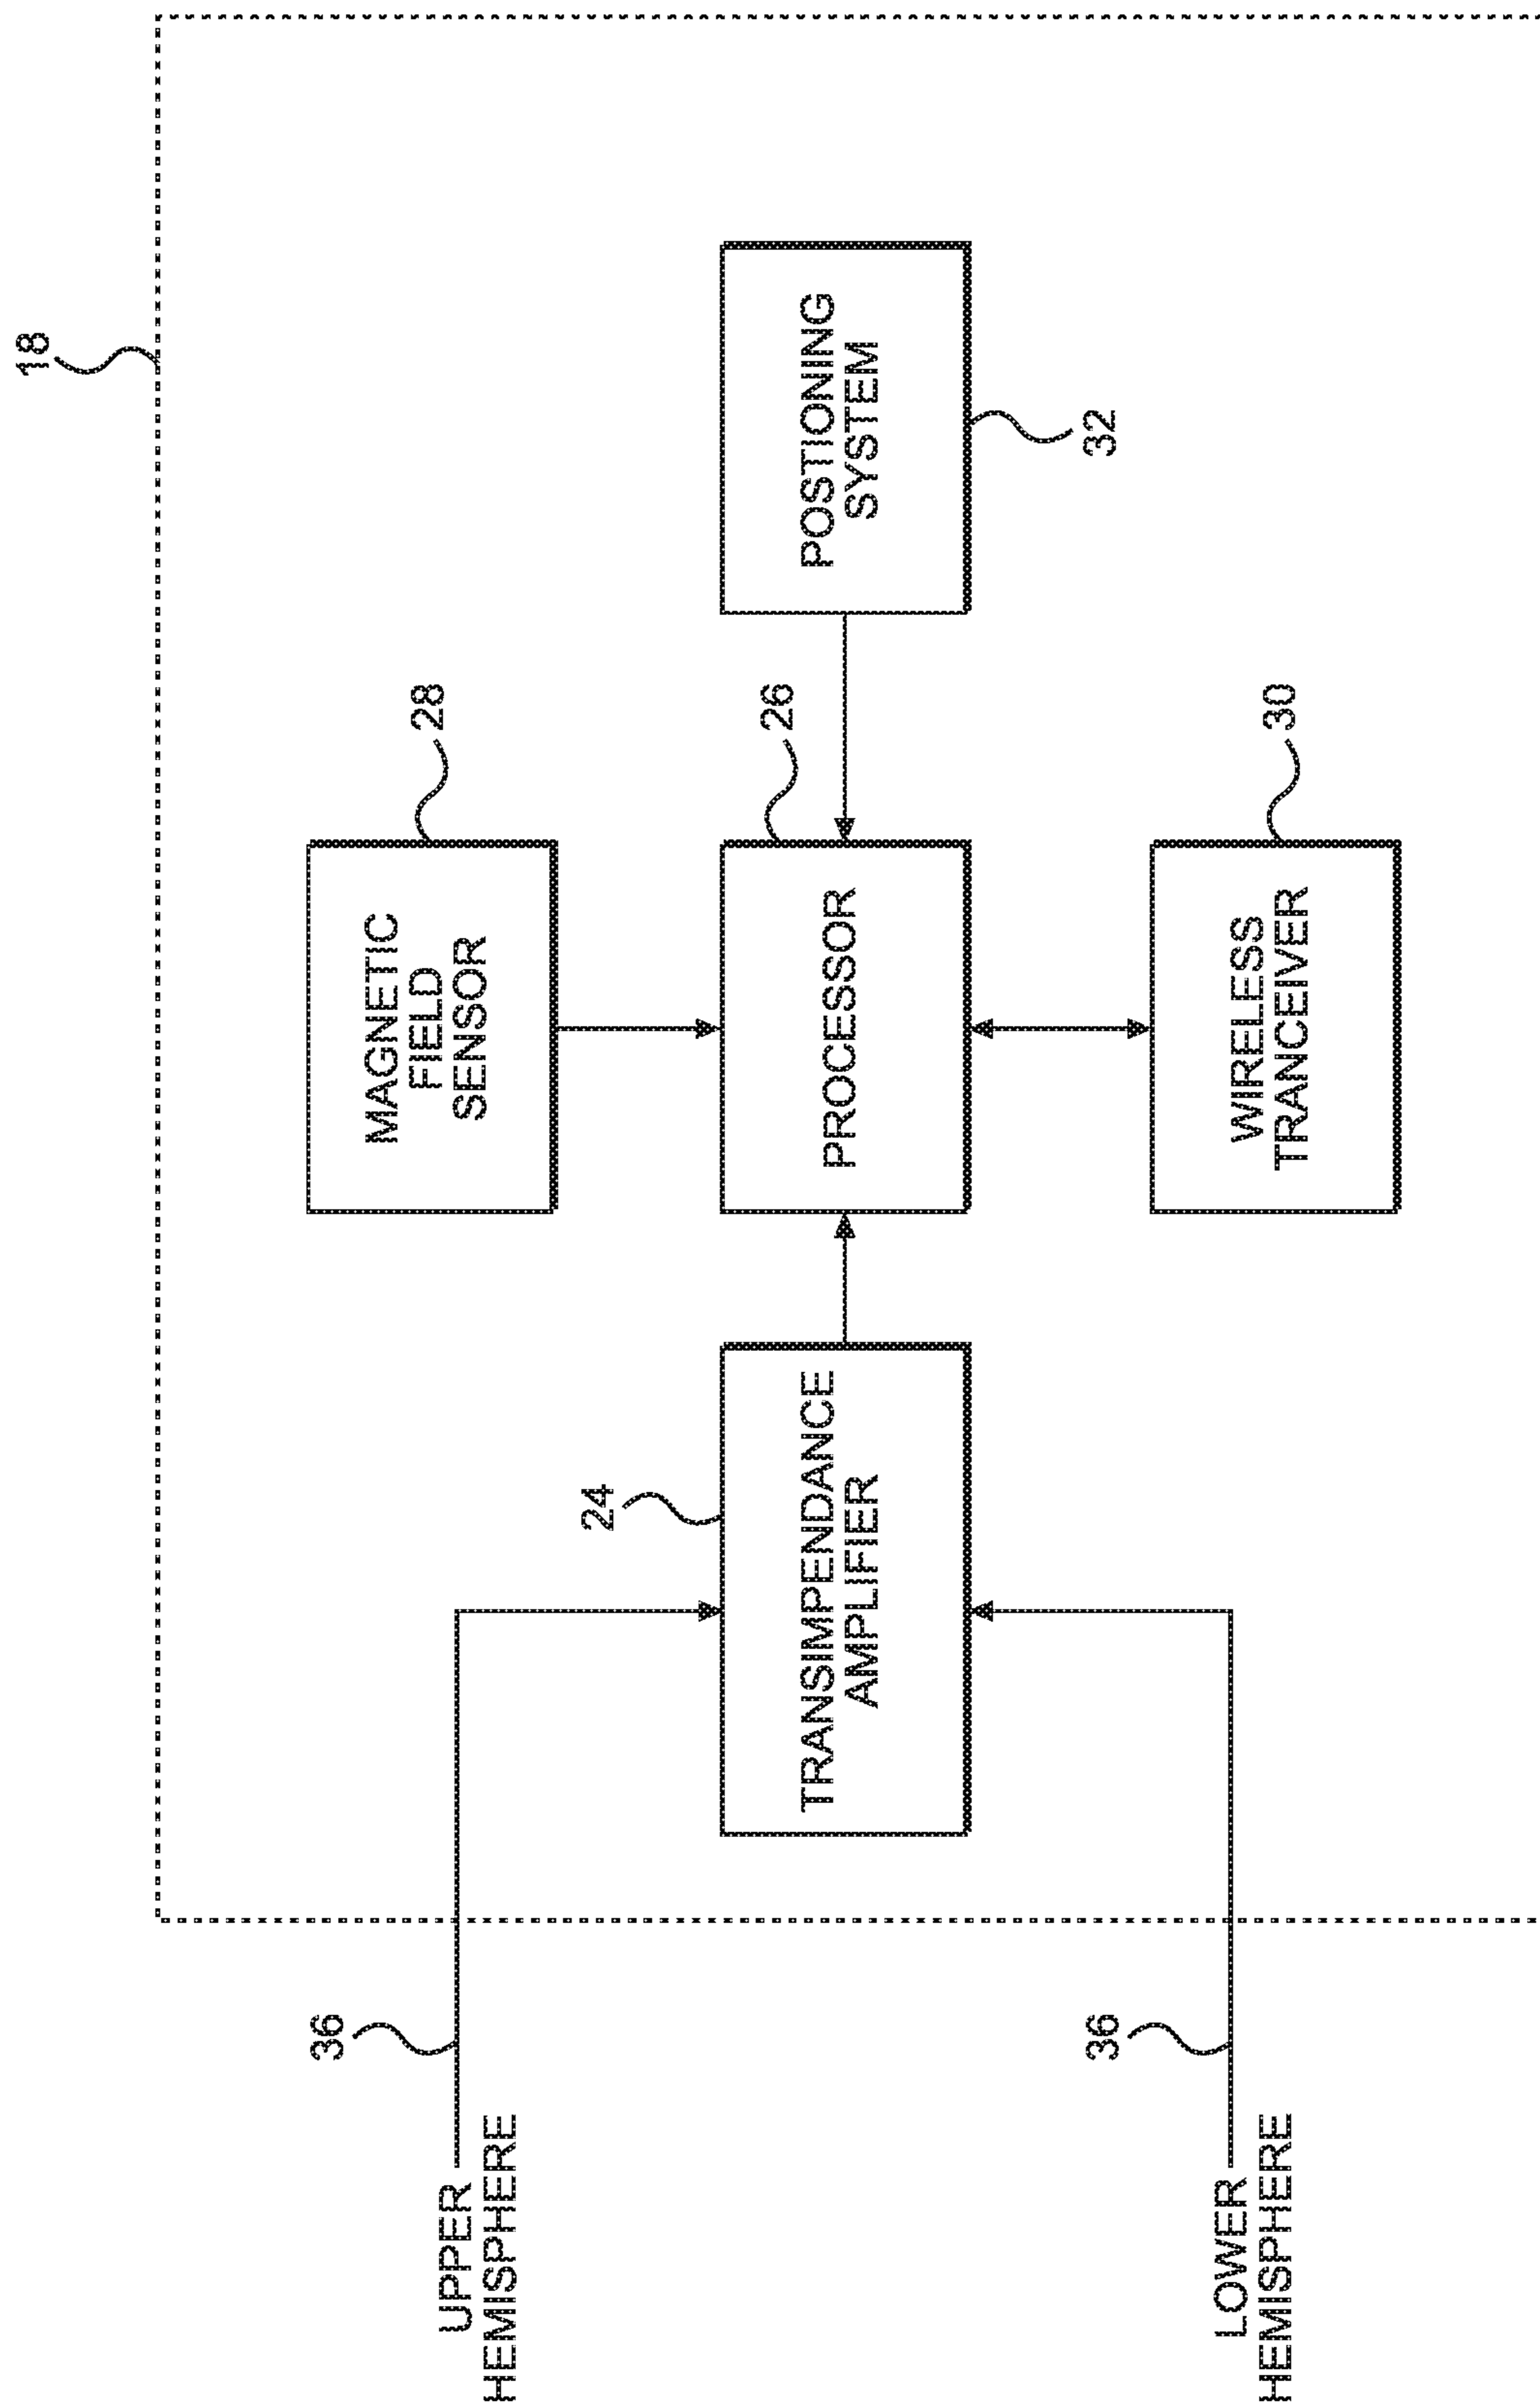 18
28
MAGNETIC
FIELD
SENSOR
36
UPPER
HEMISPHERE
24
TRANSIMPENDANCE
AMPLIFIER
26
PROCESSOR
POSTIONING
SYSTEM
32
36
LOWER
HEMISPHERE
30
WIRELESS
TRANCEIVER